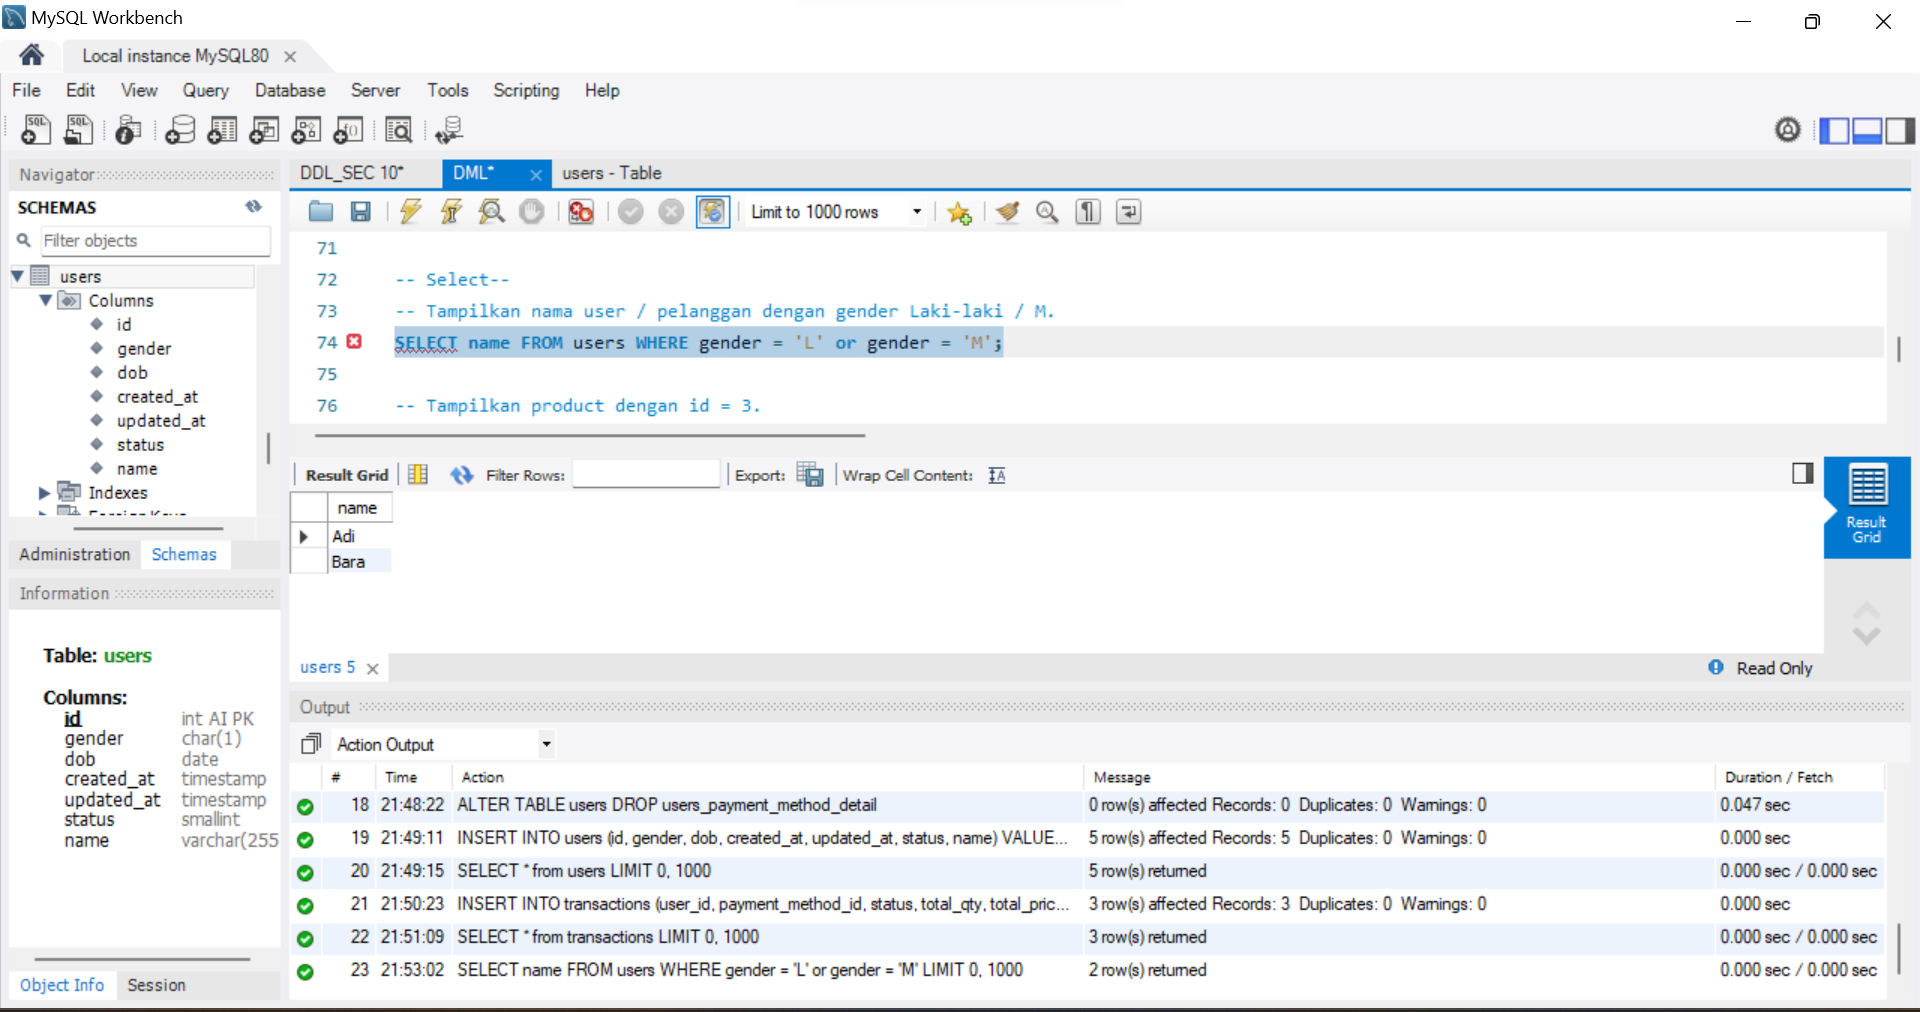 MySQL Workbench
Local instance MySQL80
File Edit View Query Database Server Tools Scripting Help
Navigator
SCHEMAS
Filter objects
users
Columns
id
gender
dob
created_at
updated_at
status
name
Indexes
Administration Schemas
Information
Table: users
Columns:
id int AI PK
gender char(1)
dob date
created_at timestamp
updated_at timestamp
status smallint
name varchar(255
Object Info Session
DDL_SEC 10* DML* users - Table
Limit to 1000 rows
71
72 -- Select--
73 -- Tampilkan nama user / pelanggan dengan gender Laki-laki / M.
74 SELECT name FROM users WHERE gender = 'L' or gender = 'M';
75
76 -- Tampilkan product dengan id = 3.
Result Grid Filter Rows: Export: Wrap Cell Content:
name
Adi
Bara
Result
Grid
users 5 Read Only
Output
Action Output
# Time Action Message Duration / Fetch
18 21:48:22 ALTER TABLE users DROP users_payment_method_detail 0 row(s) affected Records: 0 Duplicates: 0 Warnings: 0 0.047 sec
19 21:49:11 INSERT INTO users (id, gender, dob, created_at, updated_at, status, name) VALUE... 5 row(s) affected Records: 5 Duplicates: 0 Warnings: 0 0.000 sec
20 21:49:15 SELECT * from users LIMIT 0, 1000 5 row(s) returned 0.000 sec / 0.000 sec
21 21:50:23 INSERT INTO transactions (user_id, payment_method_id, status, total_qty, total_pric... 3 row(s) affected Records: 3 Duplicates: 0 Warnings: 0 0.000 sec
22 21:51:09 SELECT * from transactions LIMIT 0, 1000 3 row(s) returned 0.000 sec / 0.000 sec
23 21:53:02 SELECT name FROM users WHERE gender = 'L' or gender = 'M' LIMIT 0, 1000 2 row(s) returned 0.000 sec / 0.000 sec